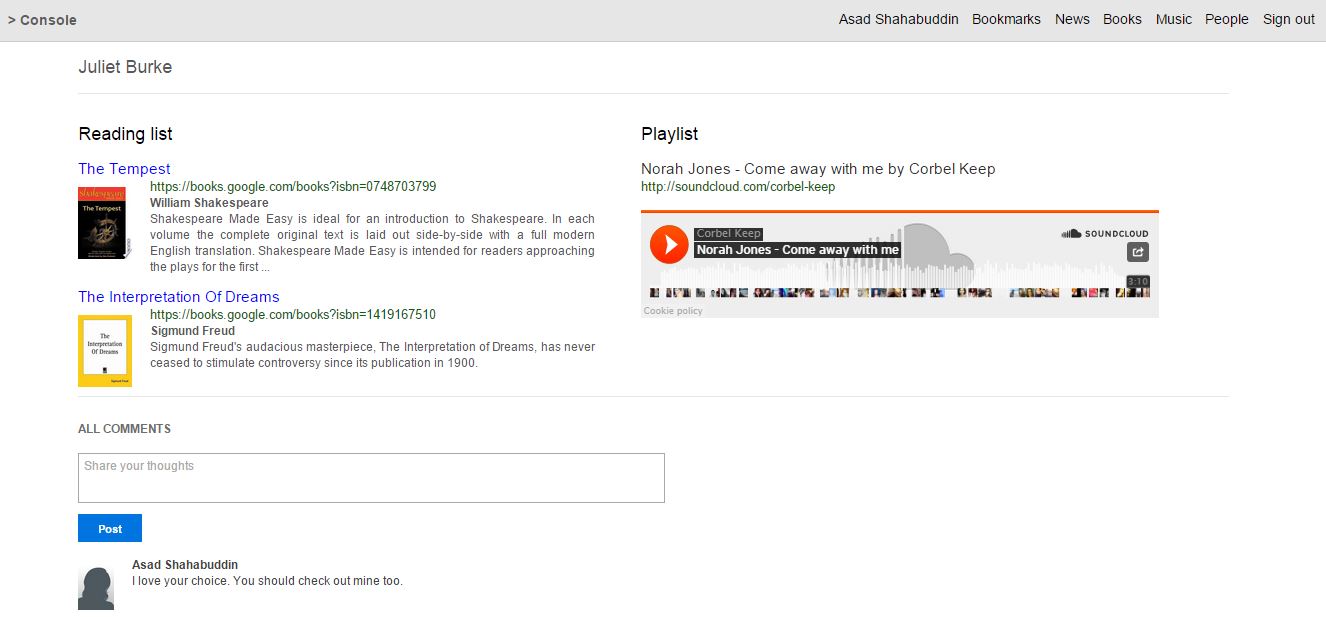 > Console
Asad Shahabuddin Bookmarks News Books Music People Sign out
Juliet Burke
Reading list
The Tempest
https://books.google.com/books?isbn=0748703799
William Shakespeare
Shakespeare Made Easy is ideal for an introduction to Shakespeare. In each
volume the complete original text is laid out side-by-side with a full modern
English translation. Shakespeare Made Easy is intended for readers approaching
the plays for the first ...
Shakespeare
The Tempest
The Interpretation Of Dreams
https://books.google.com/books?isbn=1419167510
Sigmund Freud
Sigmund Freud's audacious masterpiece, The Interpretation of Dreams, has never
ceased to stimulate controversy since its publication in 1900.
The
Interpretation
Of Dreams
Sigmund Freud
Playlist
Norah Jones - Come away with me by Corbel Keep
http://soundcloud.com/corbel-keep
Corbel Keep
Norah Jones - Come away with me
SOUNDCLOUD
3:10
Cookie policy
ALL COMMENTS
Share your thoughts
Post
Asad Shahabuddin
I love your choice. You should check out mine too.